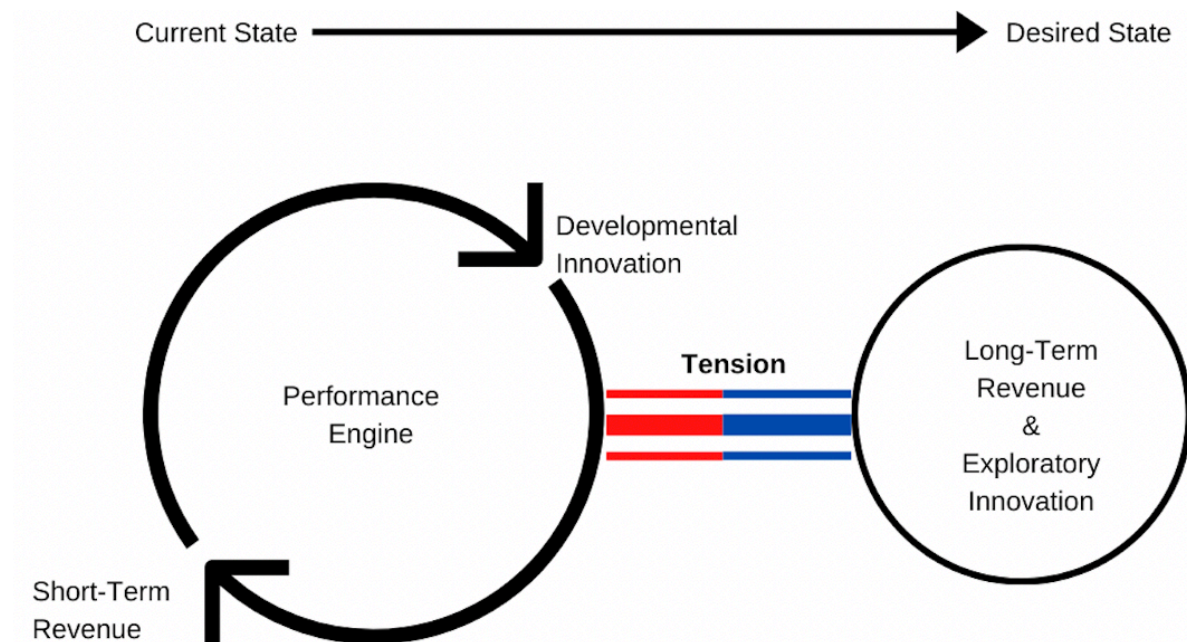 Current State
Desired State
Developmental
Innovation
Tension
Performance
Engine
Long-Term
Revenue
&
Exploratory
Innovation
Short-Term
Revenue